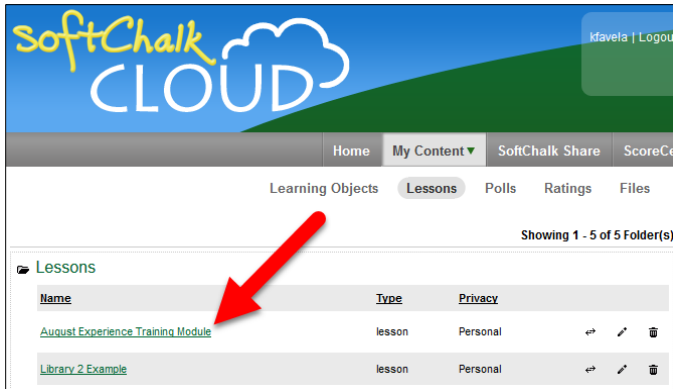 SoftChalk
CLOUD
kfavela | Logou
Home My Content SoftChalk Share ScoreCe
Learning Objects Lessons Polls Ratings Files
Showing 1 - 5 of 5 Folder(s)
Lessons
Name Type Privacy
August Experience Training Module lesson Personal
Library 2 Example lesson Personal